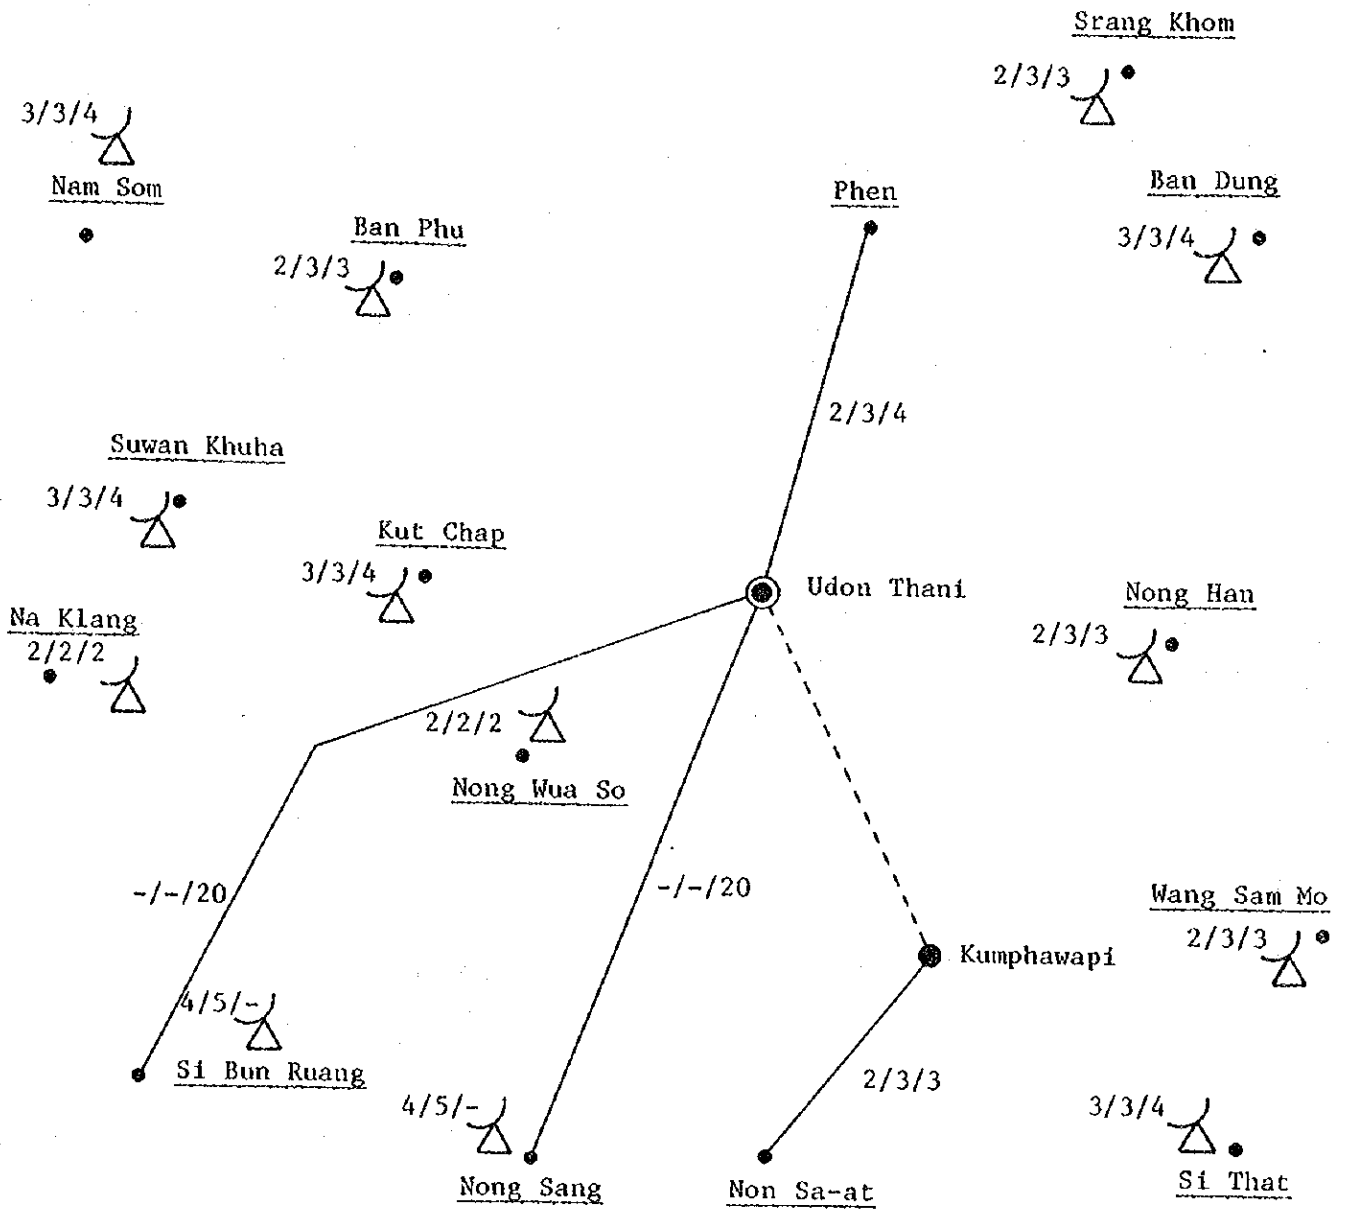 Srang Khom
2/3/3
3/3/4
Nam Som
Phen
Ban Dung
3/3/4
Ban Phu
2/3/3
2/3/4
Suwan Khuha
3/3/4
Kut Chap
3/3/4
Udon Thani
Nong Han
2/3/3
Na Klang
2/2/2
2/2/2
Nong Wua So
-/-/20
-/-/20
Wang Sam Mo
2/3/3
Kumphawapi
4/5/-
Si Bun Ruang
2/3/3
4/5/-
3/3/4
Nong Sang
Non Sa-at
Si That